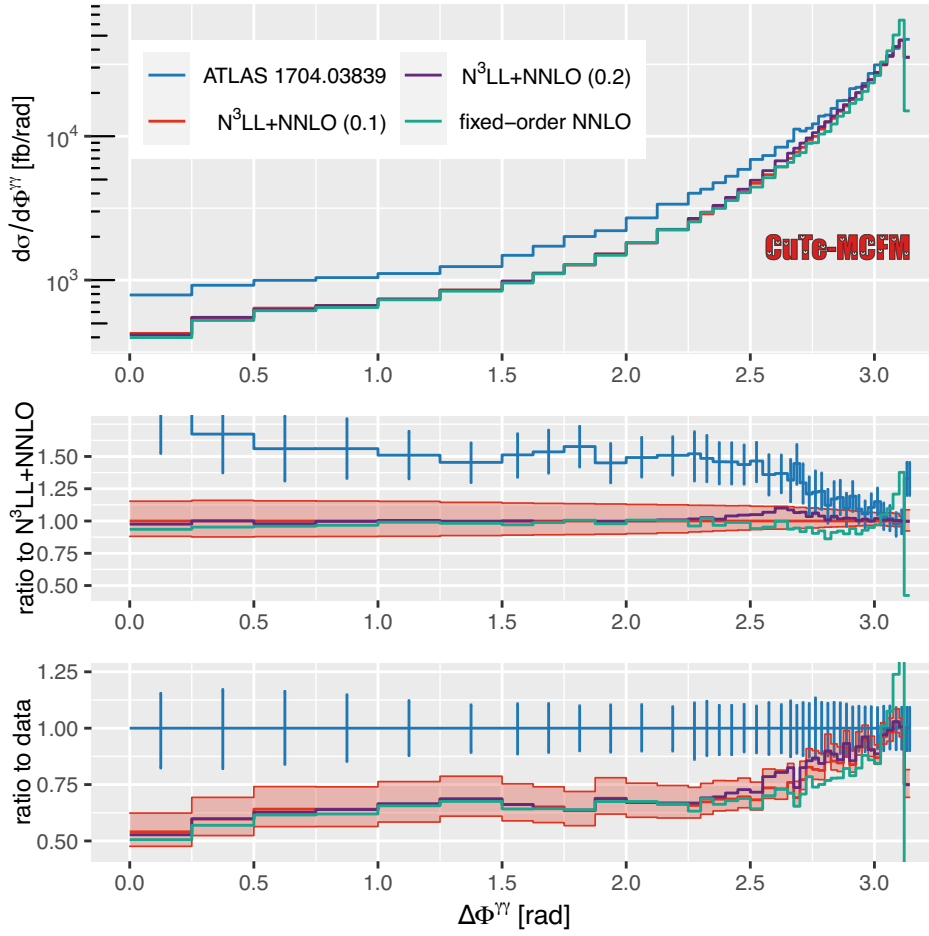 dσ/dΦ^γγ [fb/rad]
10^4
10^3
ATLAS 1704.03839
N^3LL+NNLO (0.1)
N^3LL+NNLO (0.2)
fixed−order NNLO
CuTe-MCFM
0.0 0.5 1.0 1.5 2.0 2.5 3.0
ratio to N^3LL+NNLO
1.50
1.25
1.00
0.75
0.50
0.0 0.5 1.0 1.5 2.0 2.5 3.0
ratio to data
1.25
1.00
0.75
0.50
0.0 0.5 1.0 1.5 2.0 2.5 3.0
ΔΦ^γγ [rad]